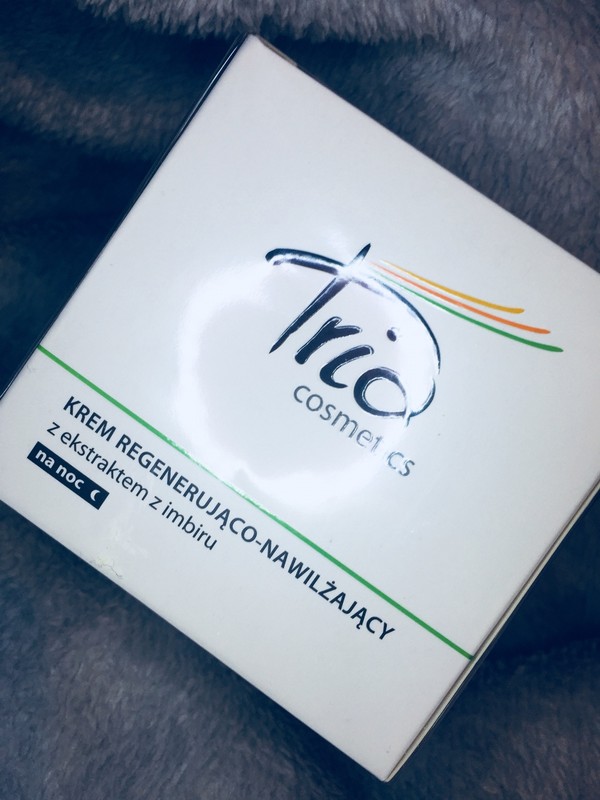 Trio
cosmetics
KREM REGENERUJĄCO-NAWILŻAJĄCY
z ekstraktem z imbiru
na noc